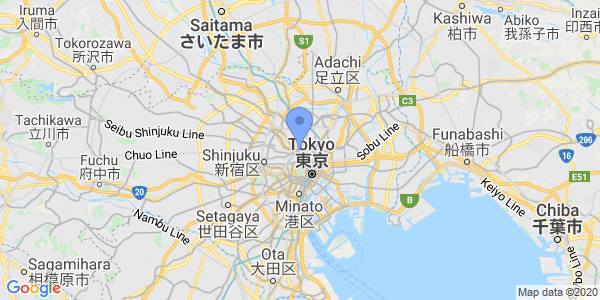 Iruma
入間市
Saitama
さいたま市
Kashiwa
柏市
Abiko
我孫子市
Inzai
印西市
Tokorozawa
所沢市
S1
Adachi
足立区
16
C3
Tachikawa
立川市
Seibu Shinjuku Line
Chuo Line
Fuchu
府中市
Shinjuku
新宿区
Tokyo
東京
Sobu Line
Funabashi
船橋市
16
296
E51
20
Keiyo Line
B
Minato
港区
Setagaya
世田谷区
Nambu Line
Chiba
千葉市
Ota
大田区
Sagamihara
相模原市
Google
Map data ©2020